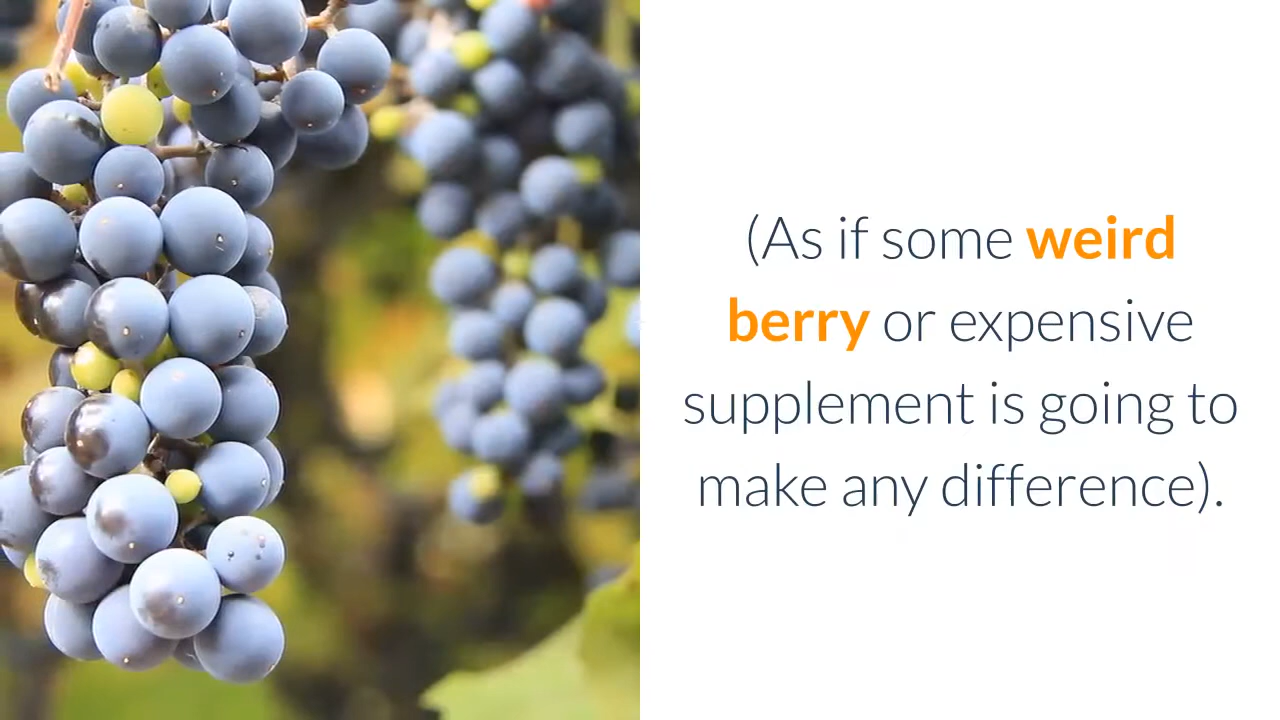 (As if some weird
berry or expensive
supplement is going to
make any difference).